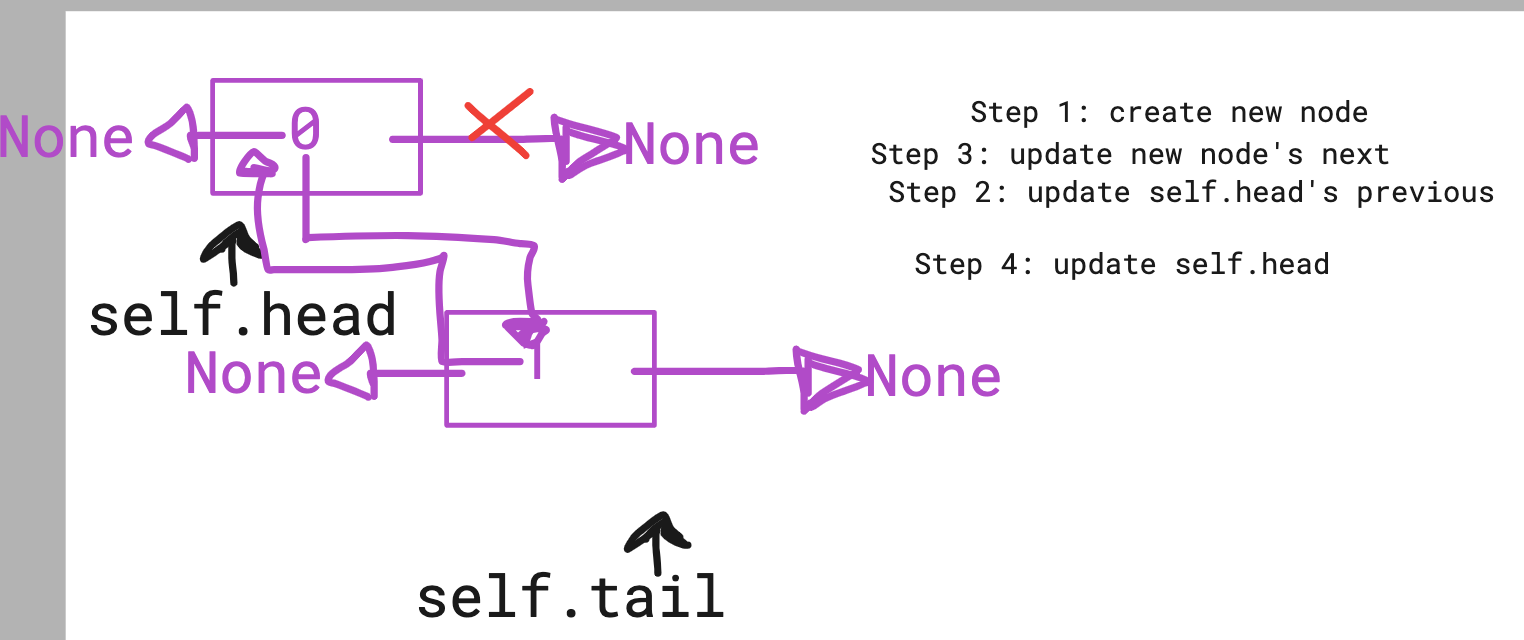 None 0 None
self.head
None | None
self.tail
Step 1: create new node
Step 3: update new node's next
Step 2: update self.head's previous
Step 4: update self.head